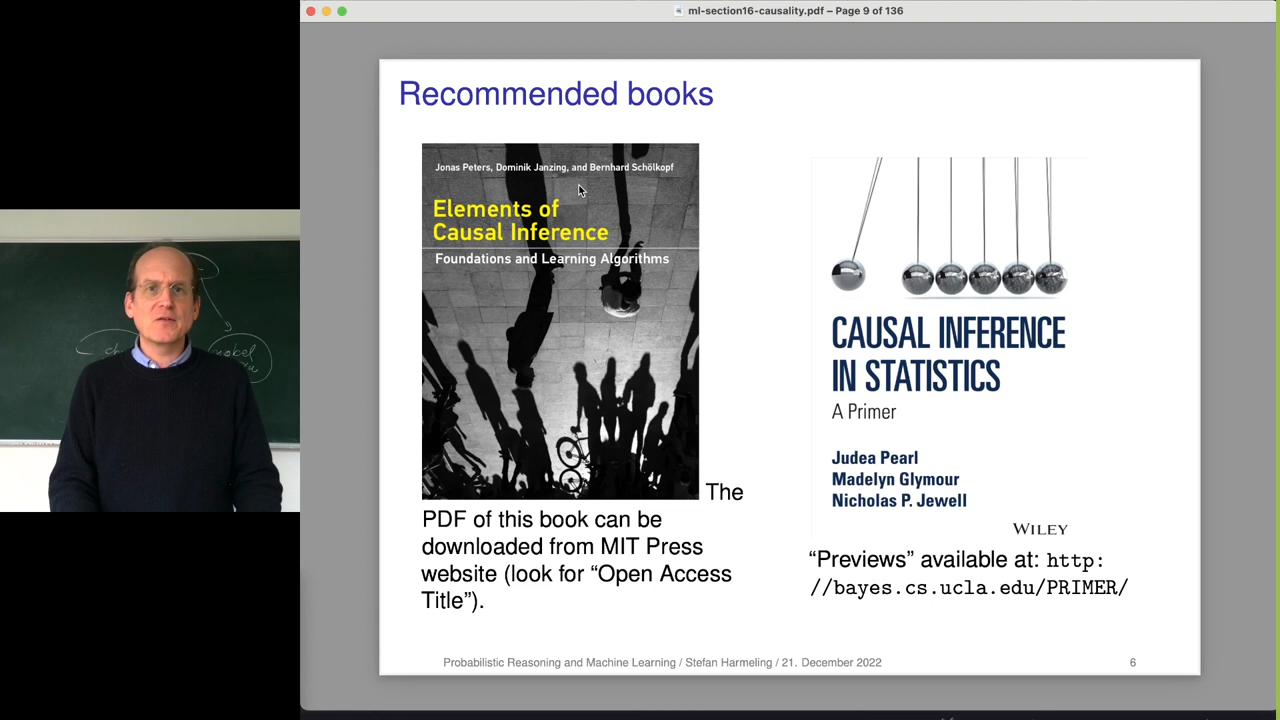 ml-section16-causality.pdf – Page 9 of 136
Recommended books
Jonas Peters, Dominik Janzing, and Bernhard Schölkopf
Elements of
Causal Inference
Foundations and Learning Algorithms
The
PDF of this book can be
downloaded from MIT Press
website (look for “Open Access
Title”).
CAUSAL INFERENCE
IN STATISTICS
A Primer
Judea Pearl
Madelyn Glymour
Nicholas P. Jewell
WILEY
“Previews” available at: http:
//bayes.cs.ucla.edu/PRIMER/
Probabilistic Reasoning and Machine Learning / Stefan Harmeling / 21. December 2022
6